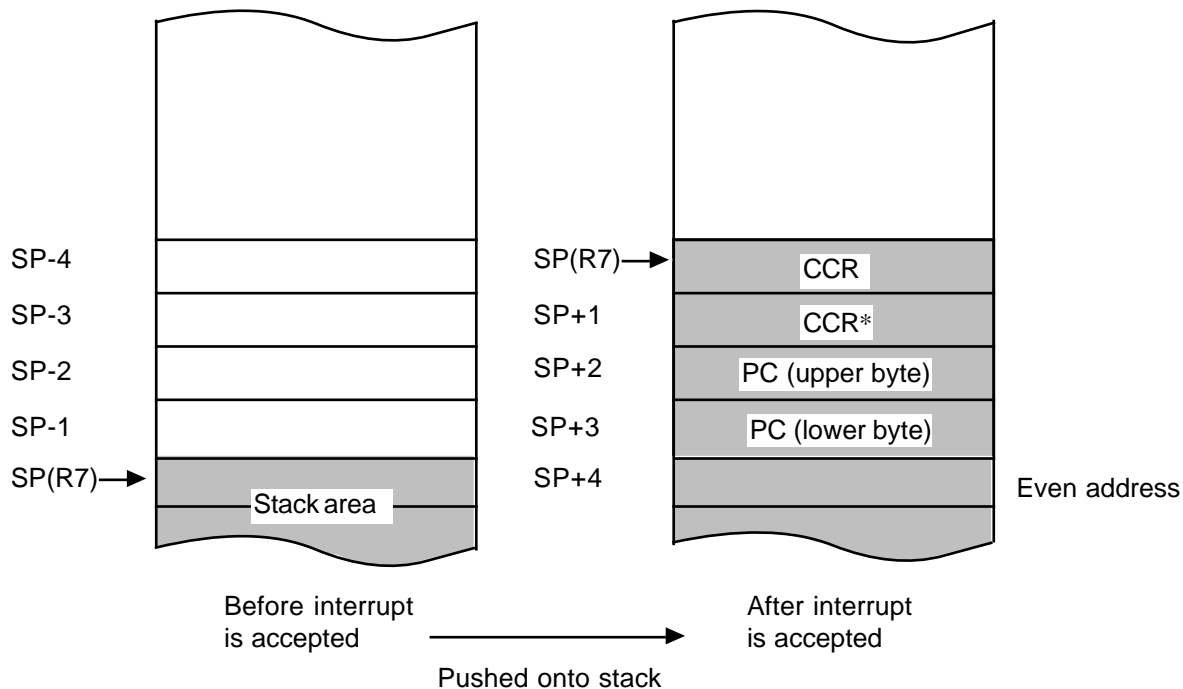 SP-4
SP-3
SP-2
SP-1
SP(R7)
Stack area
SP(R7)
SP+1
SP+2
SP+3
SP+4
CCR
CCR*
PC (upper byte)
PC (lower byte)
Even address
Before interrupt
is accepted
After interrupt
is accepted
Pushed onto stack